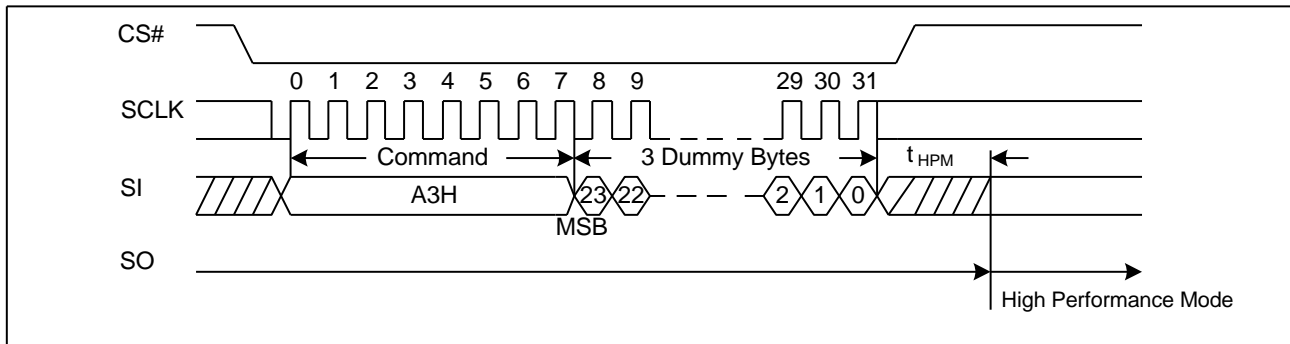 CS#
0 1 2 3 4 5 6 7 8 9 29 30 31
SCLK
Command 3 Dummy Bytes t HPM
SI A3H 23 22 2 1 0
MSB
SO
High Performance Mode